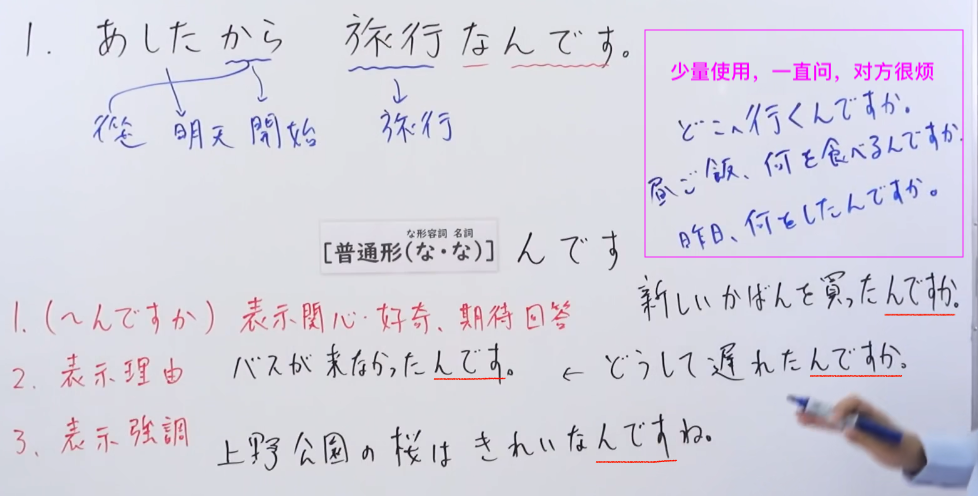 1. あしたから 旅行なんです。
從 明天 開始 旅行
少量使用，一直问，对方很烦
どこへ行くんですか。
昼ご飯、何を食べるんですか。
昨日、何をしたんですか。
な形容詞 名詞
[普通形(な・な)] んです
新しいかばんを買ったんですか。
1. (〜んですか) 表示関心·好奇、期待回答
2. 表示理由 バスが来なかったんです。 ← どうして遅れたんですか。
3. 表示強調 上野公園の桜はきれいなんですね。